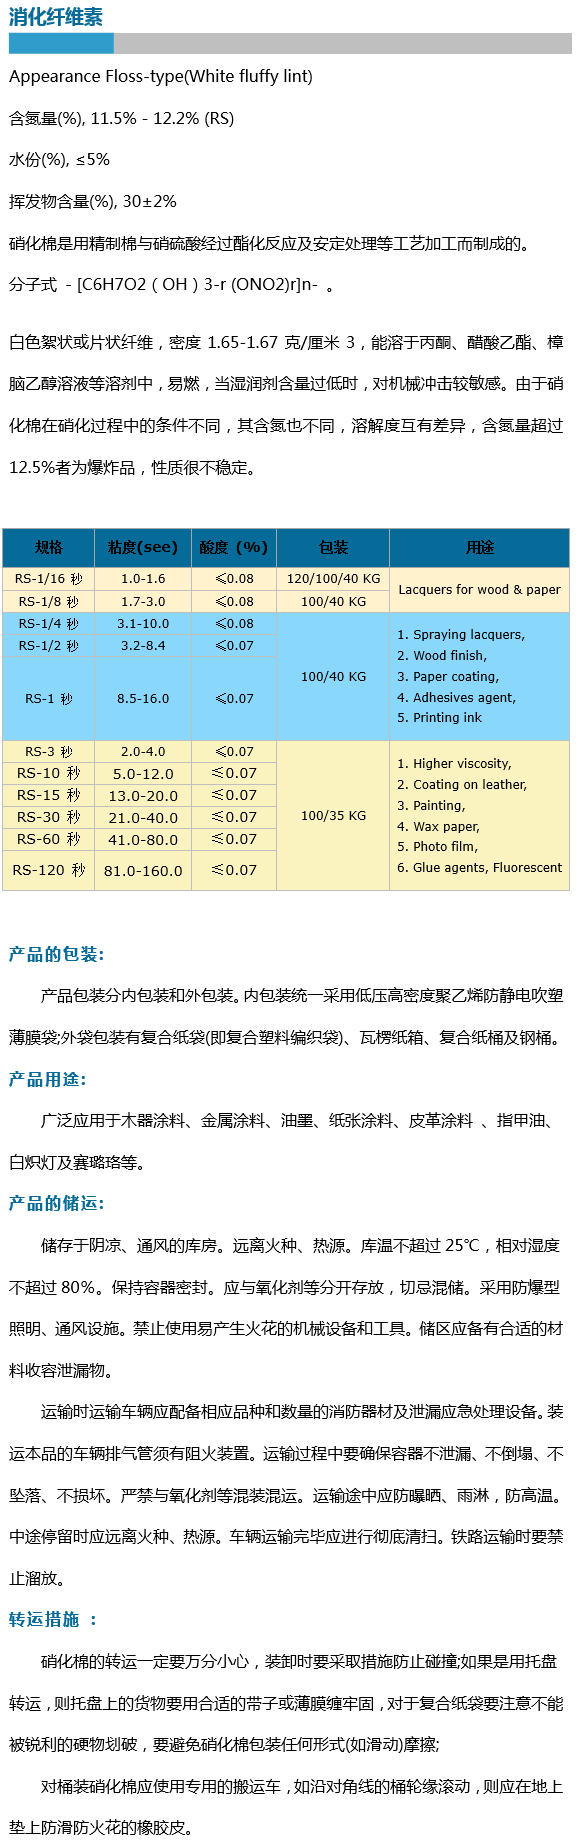 消化纤维素
Appearance Floss-type(White fluffy lint)
含氮量(%), 11.5% - 12.2% (RS)
水份(%), ≤5%
挥发物含量(%), 30±2%
硝化棉是用精制棉与硝硫酸经过酯化反应及安定处理等工艺加工而制成的。
分子式 - [C6H7O2 ( OH ) 3-r (ONO2)r]n- 。
白色絮状或片状纤维，密度 1.65-1.67 克/厘米 3，能溶于丙酮、醋酸乙酯、樟
脑乙醇溶液等溶剂中，易燃，当湿润剂含量过低时，对机械冲击较敏感。由于硝
化棉在硝化过程中的条件不同，其含氮也不同，溶解度互有差异，含氮量超过
12.5%者为爆炸品，性质很不稳定。
规格 粘度(see) 酸度 (%) 包装 用途
RS-1/16 秒 1.0-1.6 ≤0.08 120/100/40 KG Lacquers for wood & paper
RS-1/8 秒 1.7-3.0 ≤0.08 100/40 KG
RS-1/4 秒 3.1-10.0 ≤0.08
RS-1/2 秒 3.2-8.4 ≤0.07
RS-1 秒 8.5-16.0 ≤0.07
100/40 KG
1. Spraying lacquers,
2. Wood finish,
3. Paper coating,
4. Adhesives agent,
5. Printing ink
RS-3 秒 2.0-4.0 ≤0.07
RS-10 秒 5.0-12.0 ≤0.07
RS-15 秒 13.0-20.0 ≤0.07
RS-30 秒 21.0-40.0 ≤0.07
RS-60 秒 41.0-80.0 ≤0.07
RS-120 秒 81.0-160.0 ≤0.07
100/35 KG
1. Higher viscosity,
2. Coating on leather,
3. Painting,
4. Wax paper,
5. Photo film,
6. Glue agents, Fluorescent
产品的包装:
产品包装分内包装和外包装。内包装统一采用低压高密度聚乙烯防静电吹塑
薄膜袋;外袋包装有复合纸袋(即复合塑料编织袋)、瓦楞纸箱、复合纸桶及钢桶。
产品用途:
广泛应用于木器涂料、金属涂料、油墨、纸张涂料、皮革涂料 、指甲油、
白炽灯及赛璐珞等。
产品的储运:
储存于阴凉、通风的库房。远离火种、热源。库温不超过 25℃，相对湿度
不超过 80%。保持容器密封。应与氧化剂等分开存放，切忌混储。采用防爆型
照明、通风设施。禁止使用易产生火花的机械设备和工具。储区应备有合适的材
料收容泄漏物。
运输时运输车辆应配备相应品种和数量的消防器材及泄漏应急处理设备。装
运本品的车辆排气管须有阻火装置。运输过程中要确保容器不泄漏、不倒塌、不
坠落、不损坏。严禁与氧化剂等混装混运。运输途中应防曝晒、雨淋，防高温。
中途停留时应远离火种、热源。车辆运输完毕应进行彻底清扫。铁路运输时要禁
止溜放。
转运措施 :
硝化棉的转运一定要万分小心，装卸时要采取措施防止碰撞;如果是用托盘
转运，则托盘上的货物要用合适的带子或薄膜缠牢固，对于复合纸袋要注意不能
被锐利的硬物划破，要避免硝化棉包装任何形式(如滑动)摩擦;
对桶装硝化棉应使用专用的搬运车，如沿对角线的桶轮缘滚动，则应在地上
垫上防滑防火花的橡胶皮。